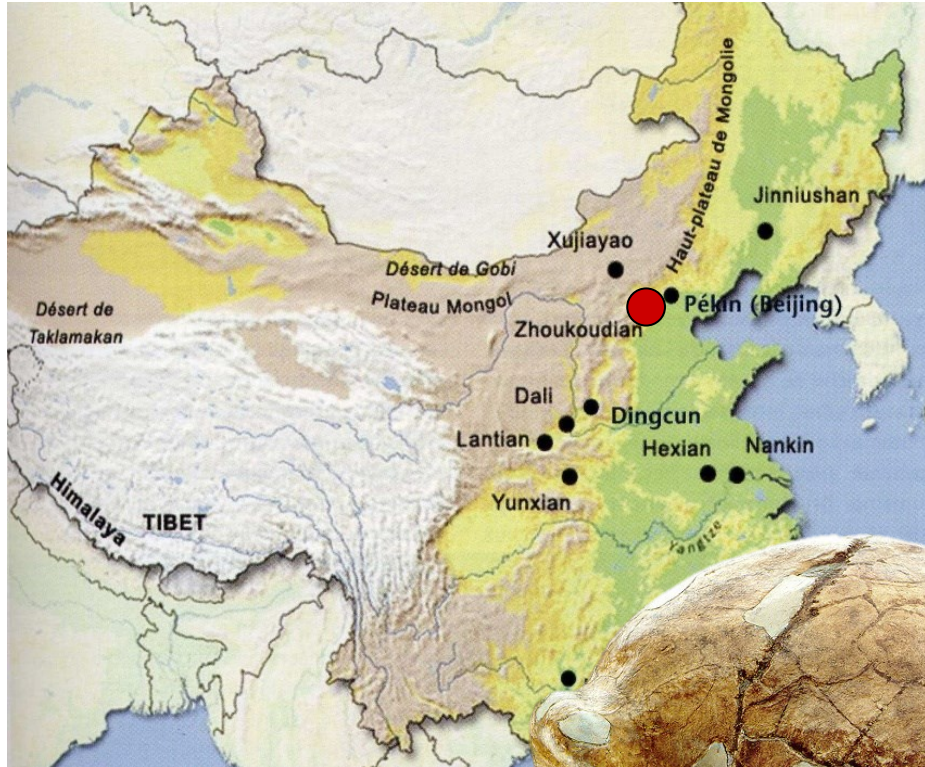 Haut-plateau de Mongolie
Jinniushan
Xujiayao
Désert de Gobi
Plateau Mongol
Pékin (Beijing)
Zhoukoudian
Désert de
Taklamakan
Dali
Dingcun
Lantian
Hexian
Nankin
Yunxian
Himalaya
TIBET
Yangtze